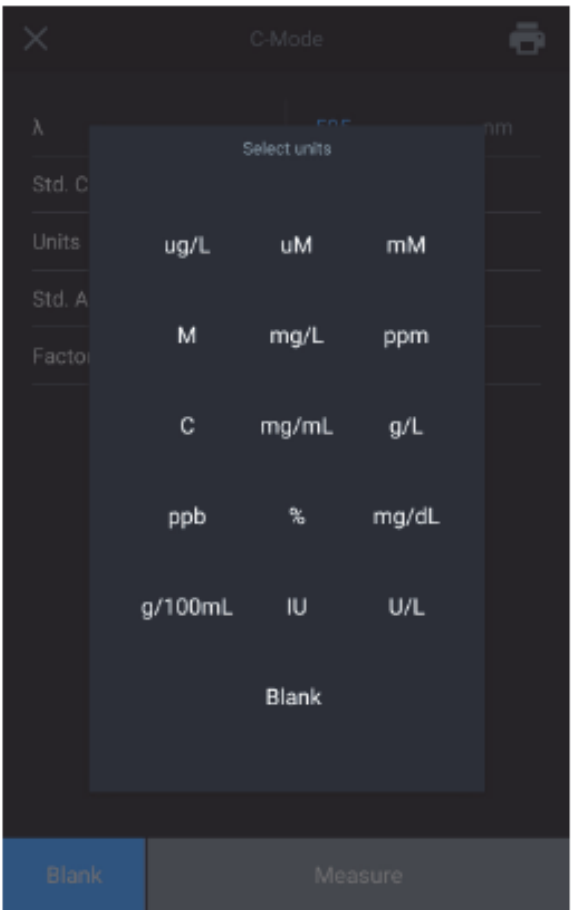 C-Mode
λ nm
Select units
Std. C
Units
ug/L uM mM
Std. A
M mg/L ppm
Facto
C mg/mL g/L
ppb % mg/dL
g/100mL IU U/L
Blank
Blank Measure